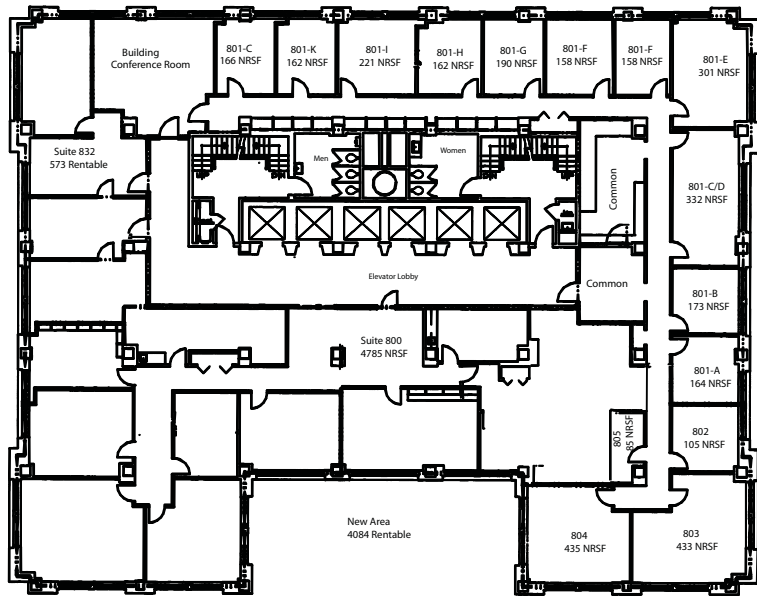 Building
Conference Room
801-C
166 NRSF
801-K
162 NRSF
801-I
221 NRSF
801-H
162 NRSF
801-G
190 NRSF
801-F
158 NRSF
801-F
158 NRSF
801-E
301 NRSF
Suite 832
573 Rentable
Men
Women
Common
801-C/D
332 NRSF
Elevator Lobby
Common
801-B
173 NRSF
Suite 800
4785 NRSF
801-A
164 NRSF
802
105 NRSF
805
85 NRSF
New Area
4084 Rentable
804
435 NRSF
803
433 NRSF